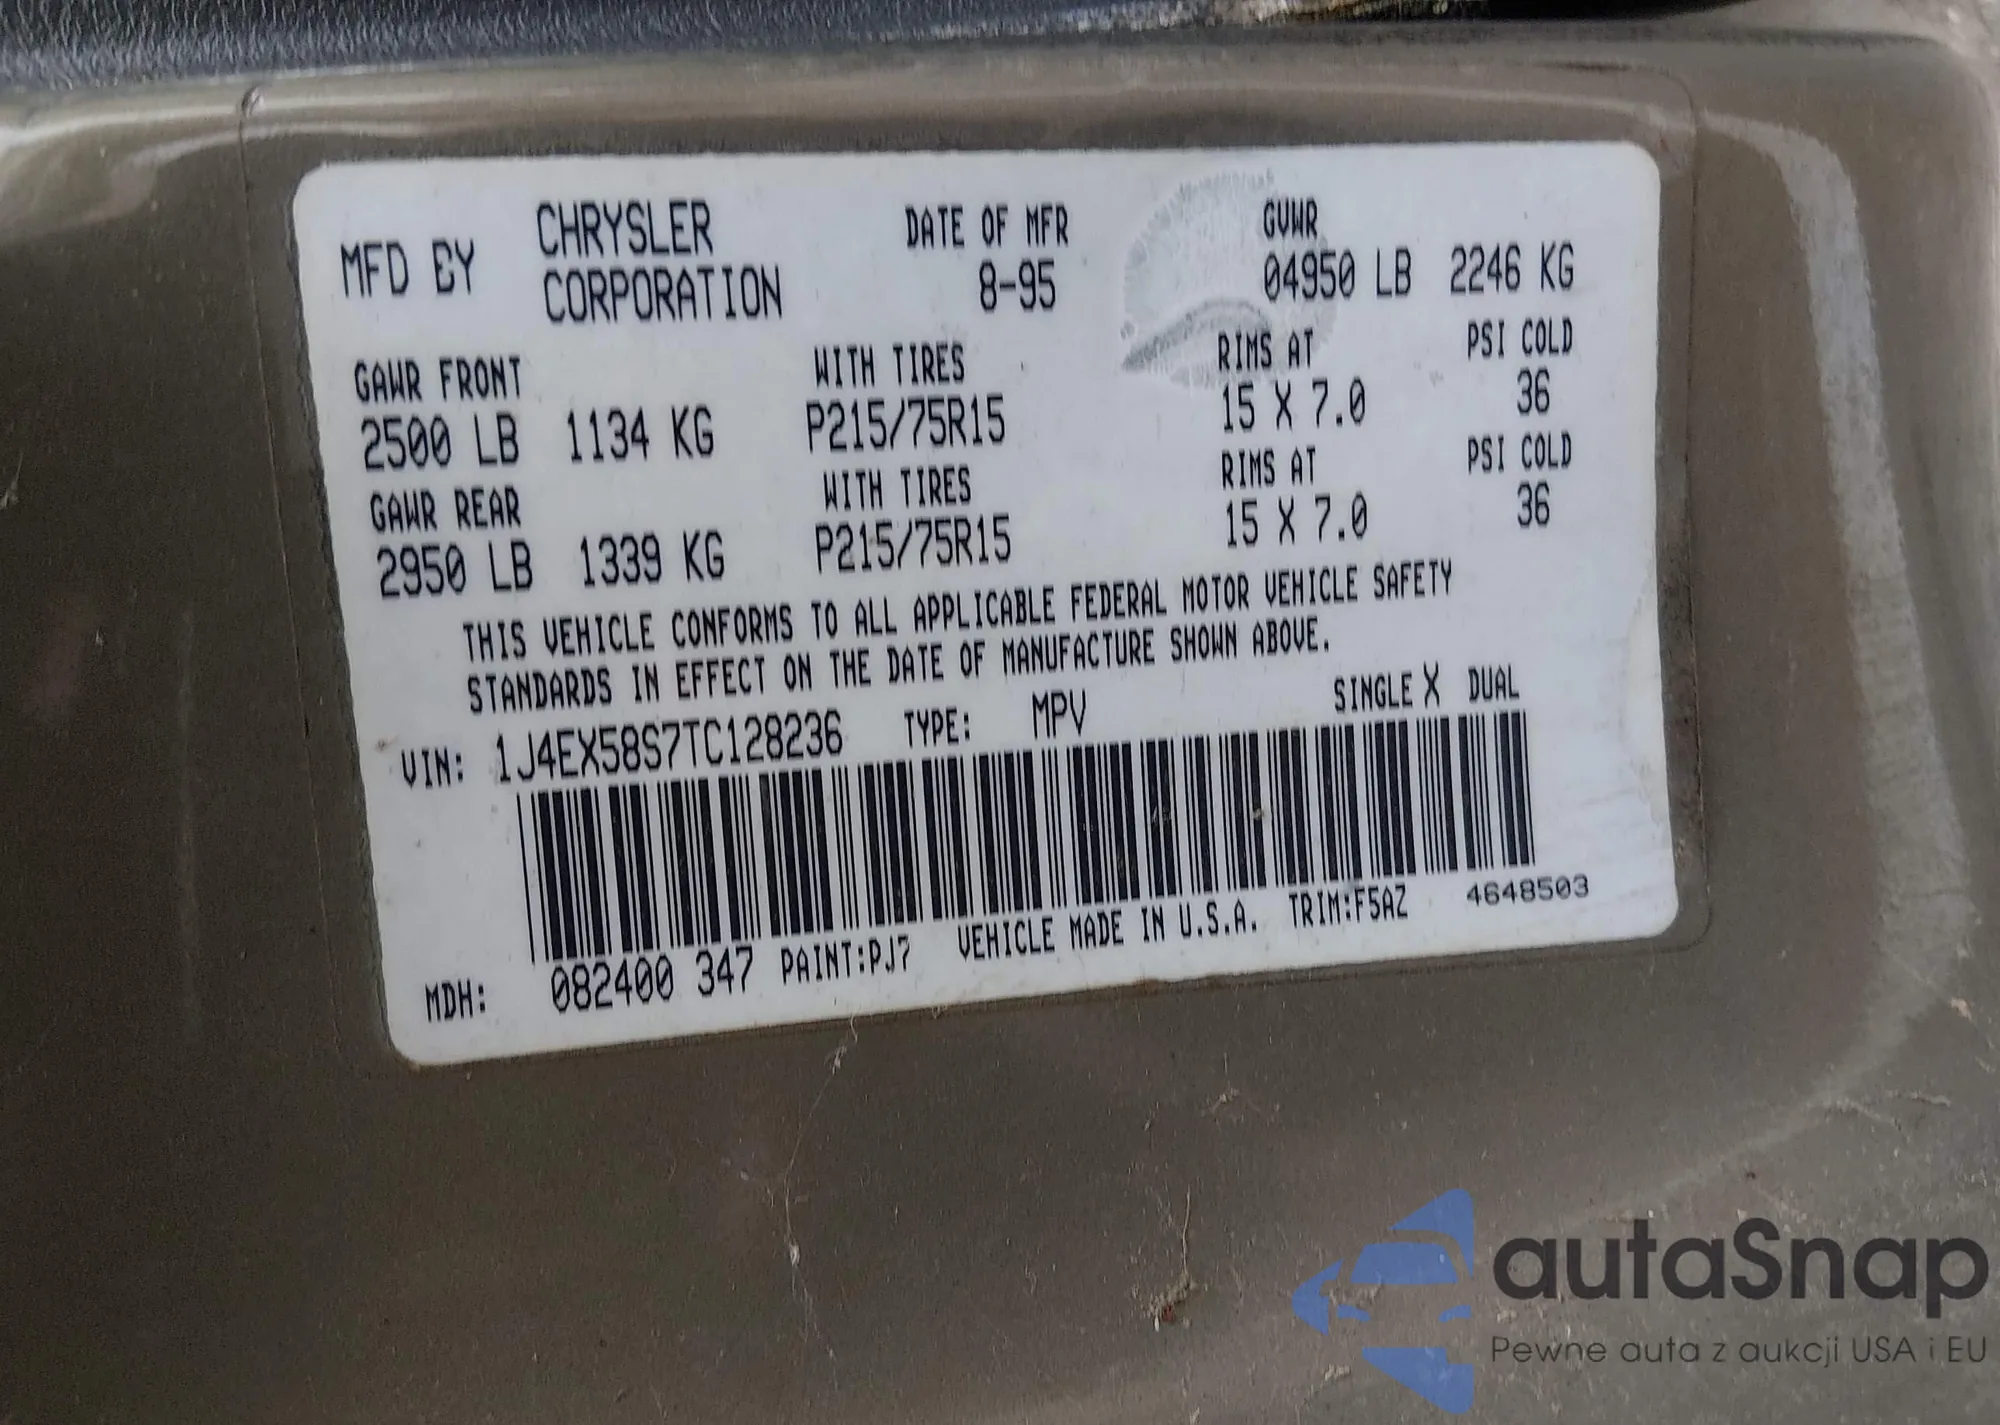 MFD BY CHRYSLER CORPORATION DATE OF MFR 8-95 GVWR 04950 LB 2246 KG
GAWR FRONT WITH TIRES RIMS AT PSI COLD
2500 LB 1134 KG P215/75R15 15 X 7.0 36
GAWR REAR WITH TIRES RIMS AT PSI COLD
2950 LB 1339 KG P215/75R15 15 X 7.0 36
THIS VEHICLE CONFORMS TO ALL APPLICABLE FEDERAL MOTOR VEHICLE SAFETY
STANDARDS IN EFFECT ON THE DATE OF MANUFACTURE SHOWN ABOVE.
VIN: 1J4EX58S7TC128236 TYPE: MPV SINGLE X DUAL
MDH: 082400 347 PAINT:PJ7 VEHICLE MADE IN U.S.A. TRIM:F5AZ 4648503
autaSnap
Pewne auta z aukcji USA i EU